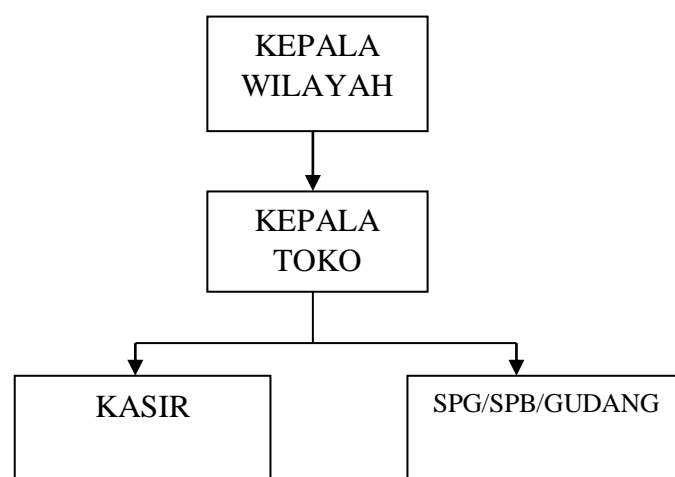 KEPALA
WILAYAH
KEPALA
TOKO
KASIR
SPG/SPB/GUDANG